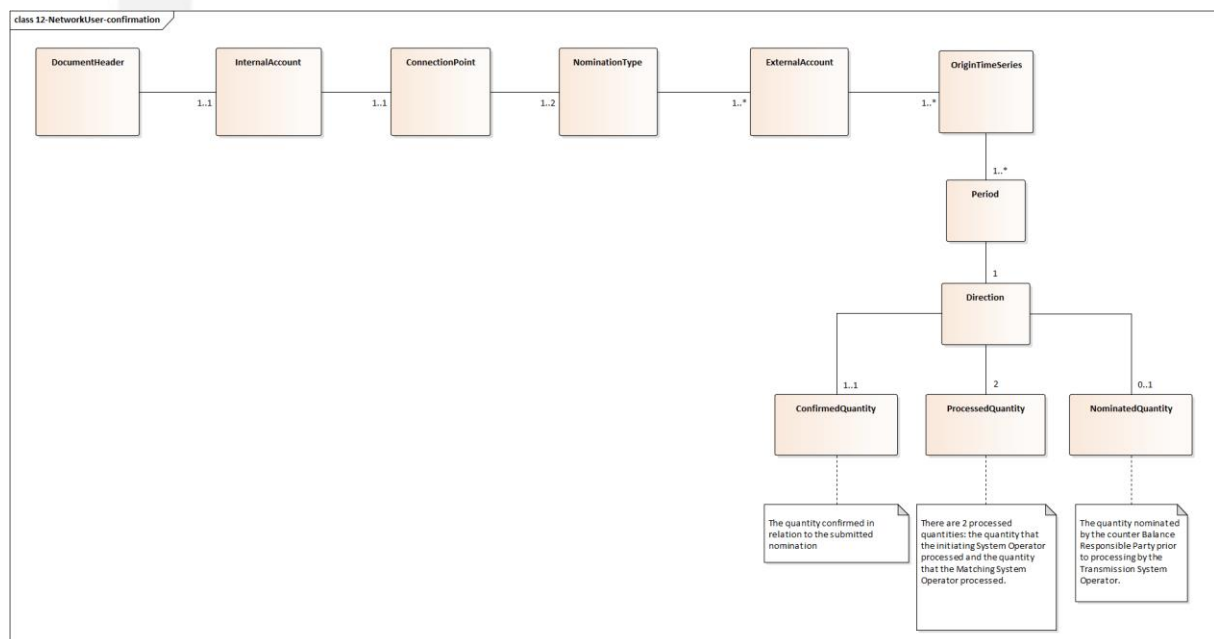 class 12-NetworkUser-confirmation
DocumentHeader
InternalAccount
ConnectionPoint
NominationType
ExternalAccount
OriginTimeSeries
1..1
1..1
1..2
1..*
1..*
1..*
Period
1
Direction
1..1
2
0..1
ConfirmedQuantity
ProcessedQuantity
NominatedQuantity
The quantity confirmed in
relation to the submitted
nomination
There are 2 processed
quantities: the quantity that
the initiating System Operator
processed and the quantity
that the Matching System
Operator processed.
The quantity nominated
by the counter Balance
Responsible Party prior
to processing by the
Transmission System
Operator.